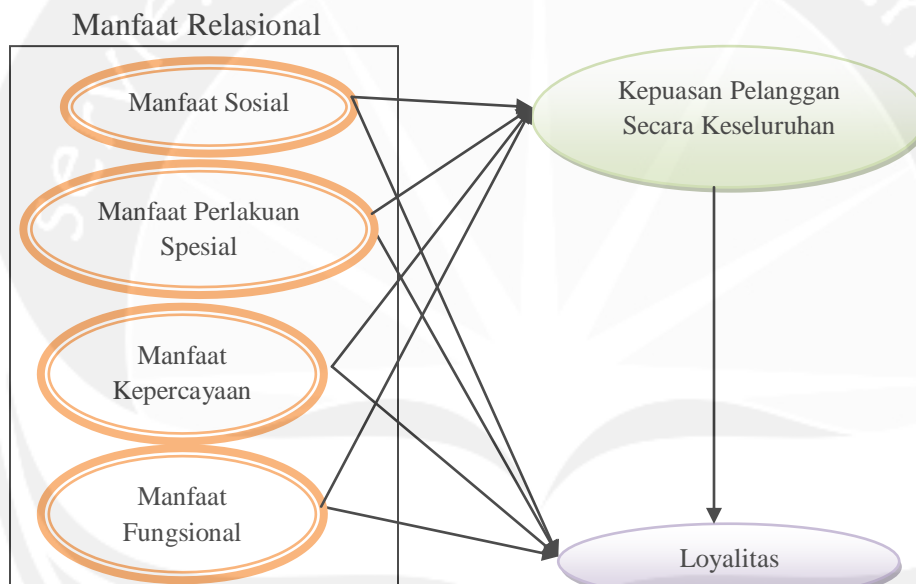 Manfaat Relasional
Manfaat Sosial
Manfaat Perlakuan
Spesial
Manfaat
Kepercayaan
Manfaat
Fungsional
Kepuasan Pelanggan
Secara Keseluruhan
Loyalitas